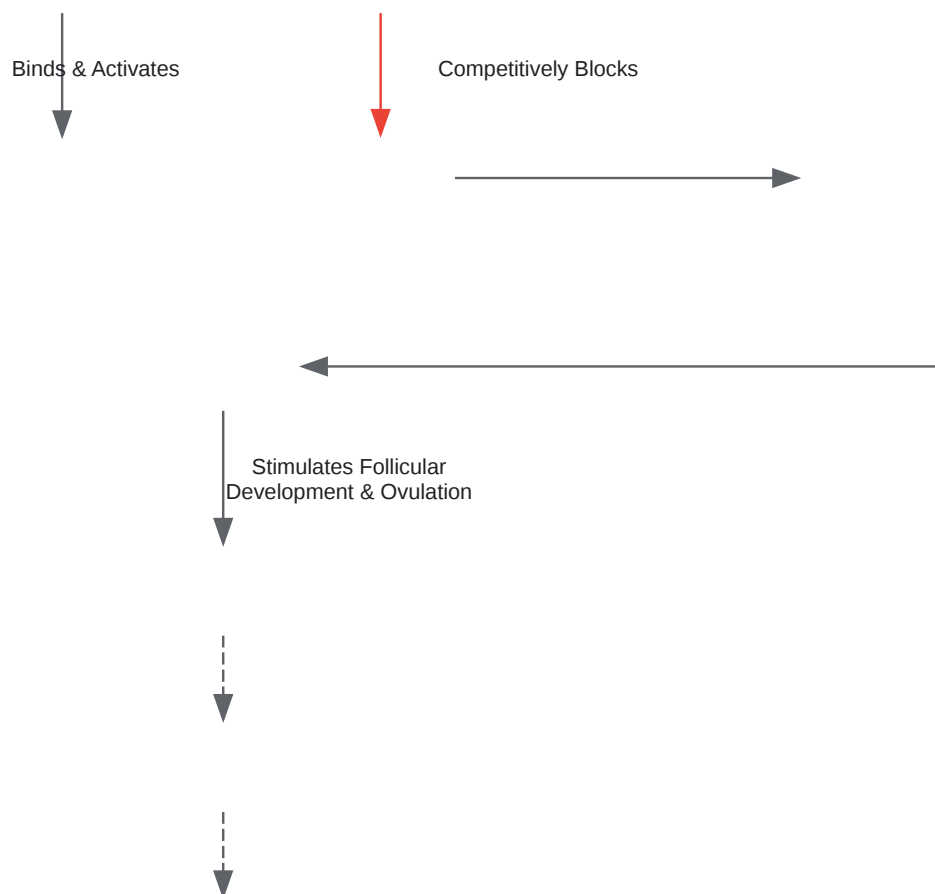 Binds & Activates
Competitively Blocks
Stimulates Follicular
Development & Ovulation